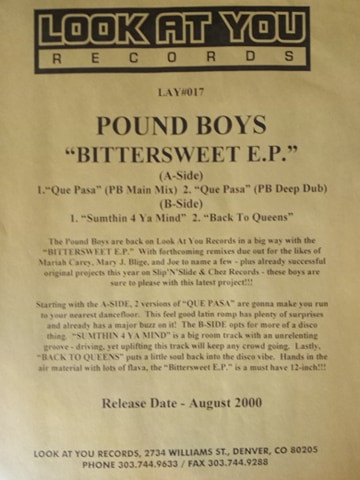 LOOK AT YOU
RECORDS
LAY#017
POUND BOYS
“BITTERSWEET E.P.”
(A-Side)
1.“Que Pasa” (PB Main Mix) 2. “Que Pasa” (PB Deep Dub)
(B-Side)
1. “Sumthin 4 Ya Mind” 2. “Back To Queens”
The Pound Boys are back on Look At You Records in a big way with the
“BITTERSWEET E.P.” With forthcoming remixes due out for the likes of
Mariah Carey, Mary J. Blige, and Joe to name a few - plus already successful
original projects this year on Slip’N’Slide & Chez Records - these boys are
sure to please with this latest project!!!
Starting with the A-SIDE, 2 versions of “QUE PASA” are gonna make you run
to your nearest dancefloor. This feel good latin romp has plenty of surprises
and already has a major buzz on it! The B-SIDE opts for more of a disco
thing. “SUMTHIN 4 YA MIND” is a big room track with an unrelenting
groove - driving, yet uplifting this track will keep any crowd going. Lastly,
“BACK TO QUEENS” puts a little soul back into the disco vibe. Hands in the
air material with lots of flava, the “Bittersweet E.P.” is a must have 12-inch!!!
Release Date - August 2000
LOOK AT YOU RECORDS, 2734 WILLIAMS ST., DENVER, CO 80205
PHONE 303.744.9633 / FAX 303.744.9288